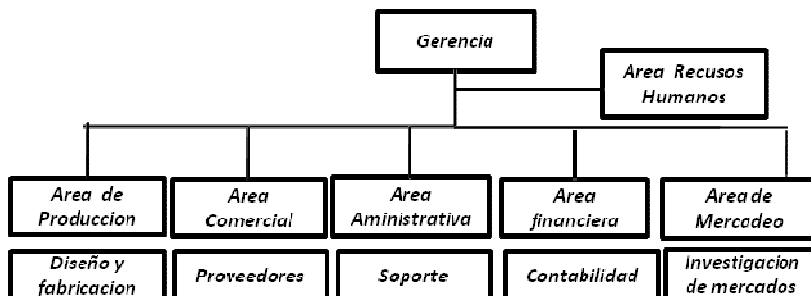 Gerencia
Area Recusos
Humanos
Area de
Produccion
Area
Comercial
Area
Aministrativa
Area
financiera
Area de
Mercadeo
Diseño y
fabricacion
Proveedores
Soporte
Contabilidad
Investigacion
de mercados